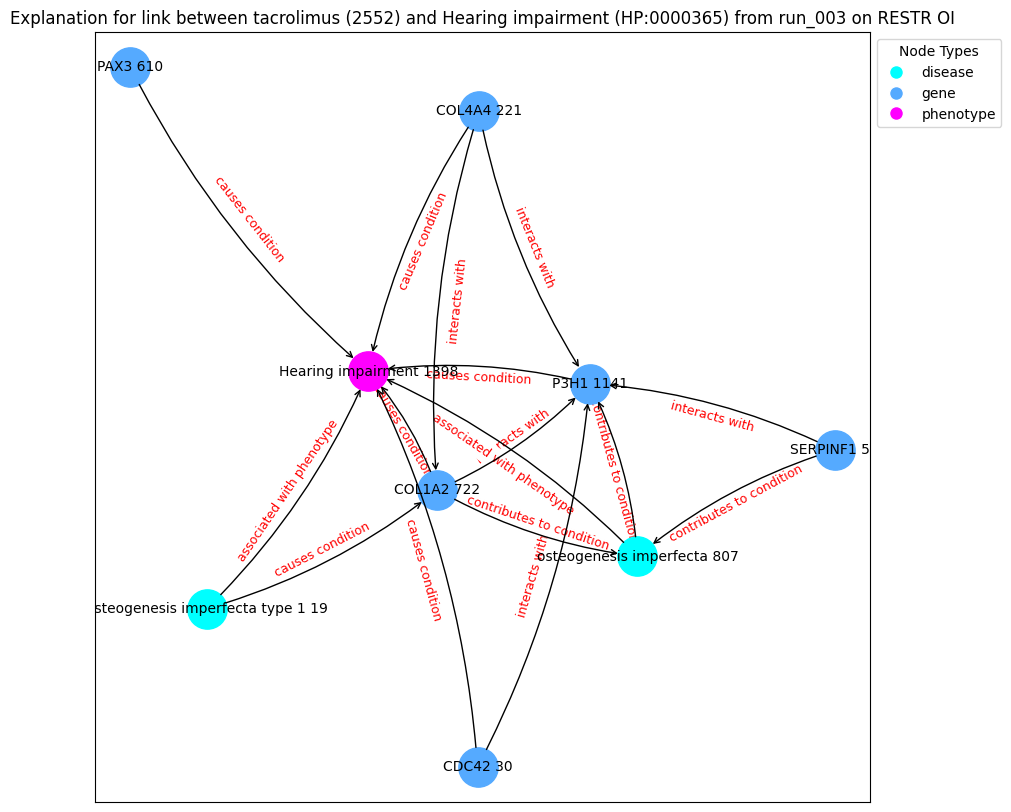 Explanation for link between tacrolimus (2552) and Hearing impairment (HP:0000365) from run_003 on RESTR OI
Node Types
disease
gene
phenotype
PAX3 610
COL4A4 221
causes condition
causes condition
interacts with
interacts with
Hearing impairment 1398
causes condition
P3H1 1141
interacts with
SERPINF1 5
causes condition
associated with phenotype
racts with
contributes to condition
associated with phenotype
COL1A2 722
contributes to condition
contributes to condition
causes condition
causes condition
interacts with
osteogenesis imperfecta 807
steogenesis imperfecta type 1 19
CDC42 30